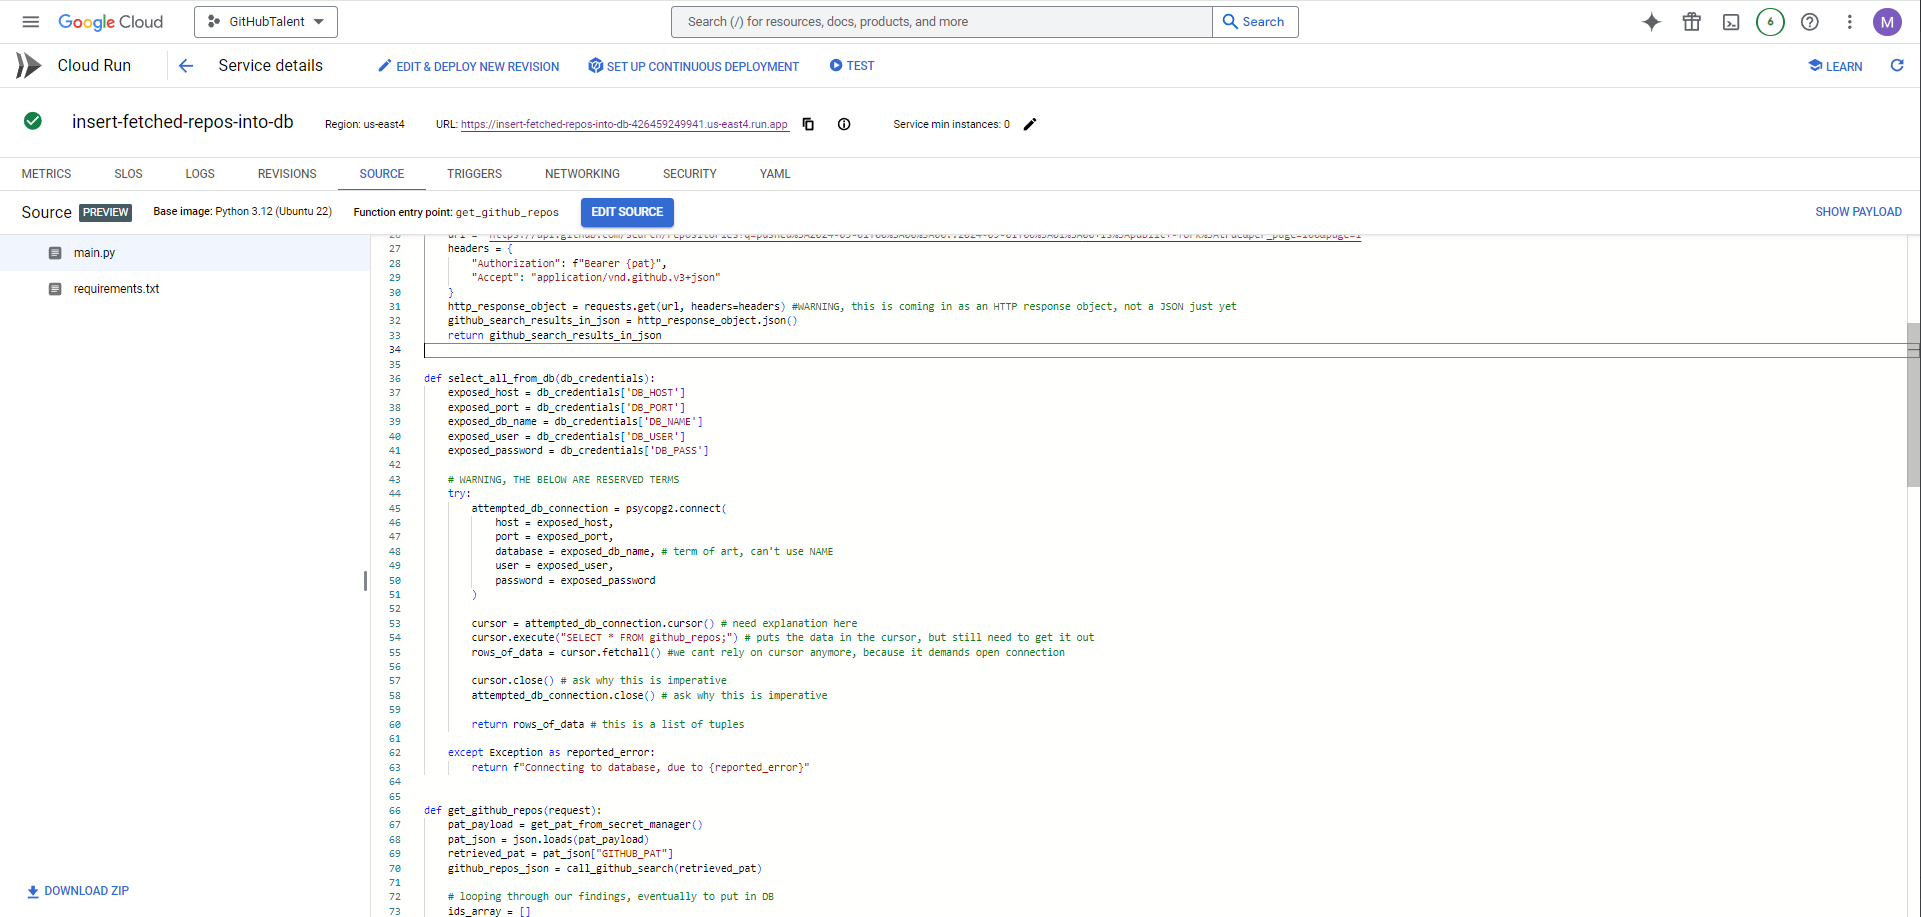 Google Cloud
GitHubTalent
Search (/) for resources, docs, products, and more
Search
6
M
Cloud Run
Service details
EDIT & DEPLOY NEW REVISION
SET UP CONTINUOUS DEPLOYMENT
TEST
LEARN
insert-fetched-repos-into-db
Region: us-east4
URL: https://insert-fetched-repos-into-db-426459249941.us-east4.run.app
Service min instances: 0
METRICS
SLOS
LOGS
REVISIONS
SOURCE
TRIGGERS
NETWORKING
SECURITY
YAML
Source PREVIEW
Base image: Python 3.12 (Ubuntu 22)
Function entry point: get_github_repos
EDIT SOURCE
SHOW PAYLOAD
main.py
requirements.txt
27 headers = {
28 "Authorization": f"Bearer {pat}",
29 "Accept": "application/vnd.github.v3+json"
30 }
31 http_response_object = requests.get(url, headers=headers) #WARNING, this is coming in as an HTTP response object, not a JSON just yet
32 github_search_results_in_json = http_response_object.json()
33 return github_search_results_in_json
34
35
36 def select_all_from_db(db_credentials):
37 exposed_host = db_credentials['DB_HOST']
38 exposed_port = db_credentials['DB_PORT']
39 exposed_db_name = db_credentials['DB_NAME']
40 exposed_user = db_credentials['DB_USER']
41 exposed_password = db_credentials['DB_PASS']
42
43 # WARNING, THE BELOW ARE RESERVED TERMS
44 try:
45 attempted_db_connection = psycopg2.connect(
46 host = exposed_host,
47 port = exposed_port,
48 database = exposed_db_name, # term of art, can't use NAME
49 user = exposed_user,
50 password = exposed_password
51 )
52
53 cursor = attempted_db_connection.cursor() # need explanation here
54 cursor.execute("SELECT * FROM github_repos;") # puts the data in the cursor, but still need to get it out
55 rows_of_data = cursor.fetchall() #we cant rely on cursor anymore, because it demands open connection
56
57 cursor.close() # ask why this is imperative
58 attempted_db_connection.close() # ask why this is imperative
59
60 return rows_of_data # this is a list of tuples
61
62 except Exception as reported_error:
63 return f"Connecting to database, due to {reported_error}"
64
65
66 def get_github_repos(request):
67 pat_payload = get_pat_from_secret_manager()
68 pat_json = json.loads(pat_payload)
69 retrieved_pat = pat_json["GITHUB_PAT"]
70 github_repos_json = call_github_search(retrieved_pat)
71
72 # looping through our findings, eventually to put in DB
73 ids_array = []
DOWNLOAD ZIP